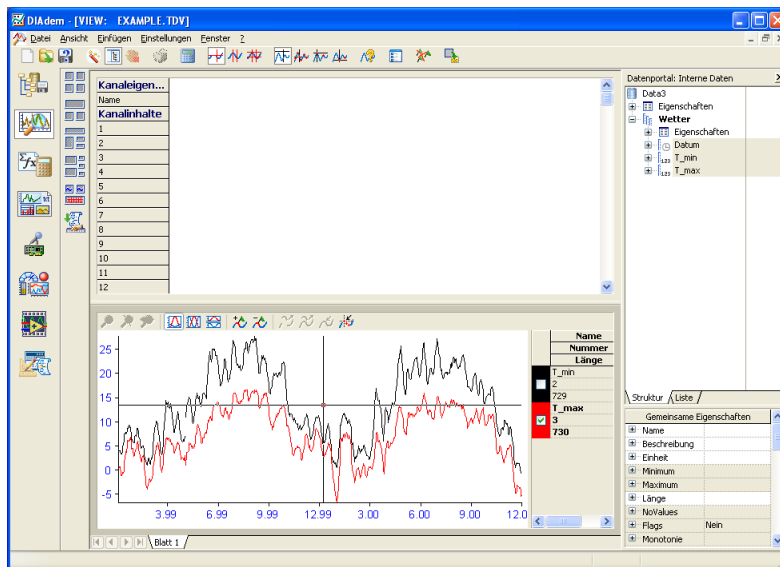 DIAdem - [VIEW: EXAMPLE.TDV]
Datei Ansicht Einfügen Einstellungen Fenster ?
Kanaleigen...
Name
Kanalinhalte
1
2
3
4
5
6
7
8
9
10
11
12
Datenportal: Interne Daten
Data3
Eigenschaften
Wetter
Eigenschaften
Datum
T_min
T_max
Struktur Liste
25
20
15
10
5
0
-5
3.99 6.99 9.99 12.99 3.00 6.00 9.00 12.0
Name
Nummer
Länge
T_min
2
729
T_max
3
730
Blatt 1
Gemeinsame Eigenschaften
Name
Beschreibung
Einheit
Minimum
Maximum
Länge
NoValues
Flags Nein
Monotonie